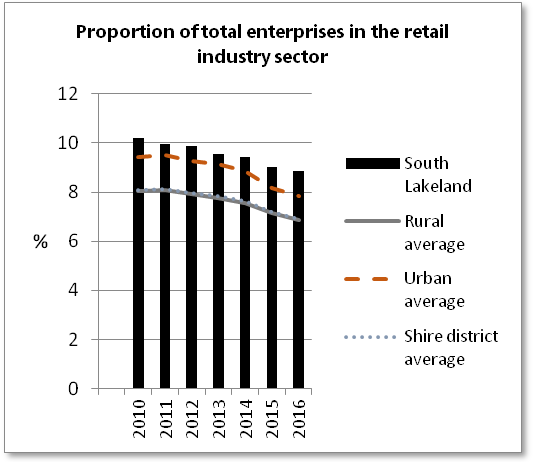 Proportion of total enterprises in the retail
industry sector
12
10
8
6
4
2
0
%
2010
2011
2012
2013
2014
2015
2016
South
Lakeland
Rural
average
Urban
average
Shire district
average